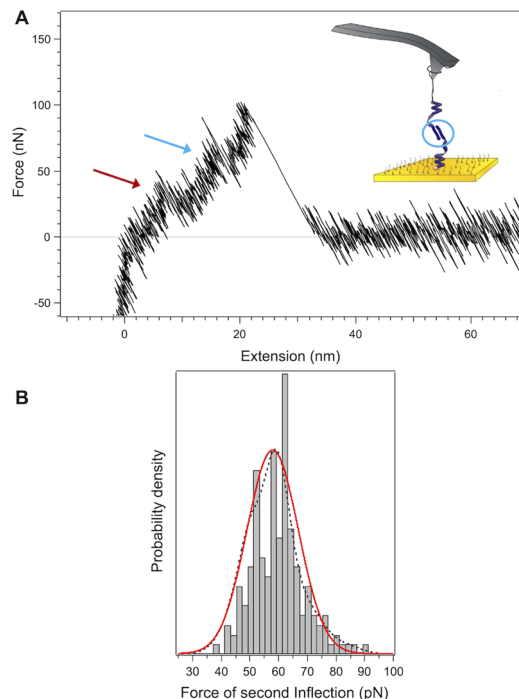 A
150
100
50
0
-50
Force (nN)
0
20
40
60
Extension (nm)
B
Probability density
30
40
50
60
70
80
90
100
Force of second Inflection (pN)